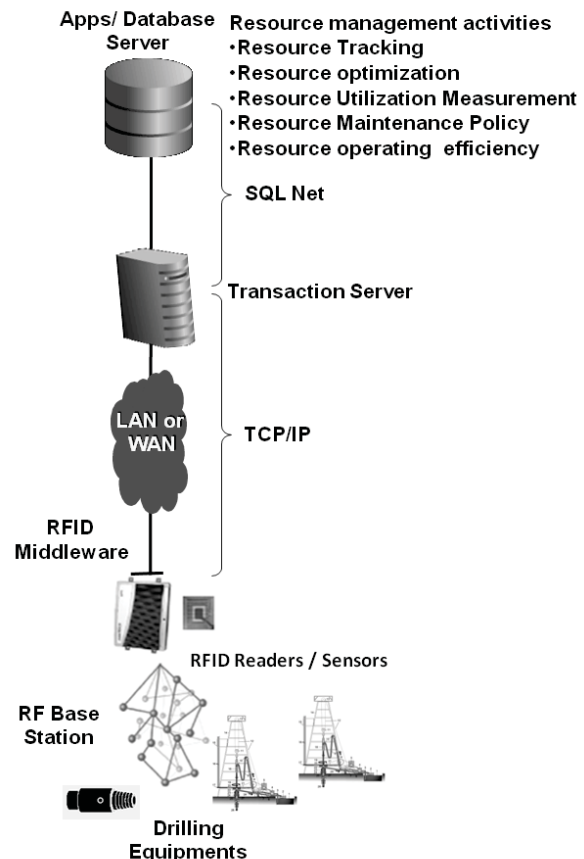 Apps/ Database
Server
Resource management activities
•Resource Tracking
•Resource optimization
•Resource Utilization Measurement
•Resource Maintenance Policy
•Resource operating efficiency
SQL Net
Transaction Server
LAN or
WAN
TCP/IP
RFID
Middleware
RFID Readers / Sensors
RF Base
Station
Drilling
Equipments